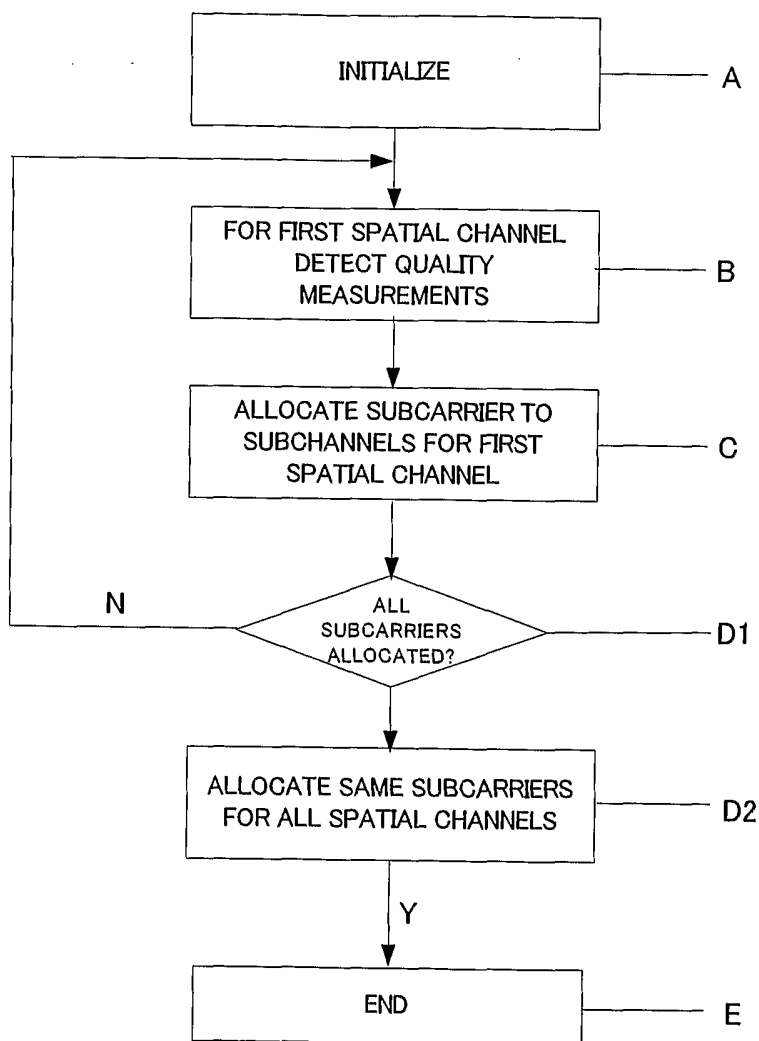 INITIALIZE
A
FOR FIRST SPATIAL CHANNEL
DETECT QUALITY
MEASUREMENTS
B
ALLOCATE SUBCARRIER TO
SUBCHANNELS FOR FIRST
SPATIAL CHANNEL
C
N
ALL
SUBCARRIERS
ALLOCATED?
D1
ALLOCATE SAME SUBCARRIERS
FOR ALL SPATIAL CHANNELS
D2
Y
END
E